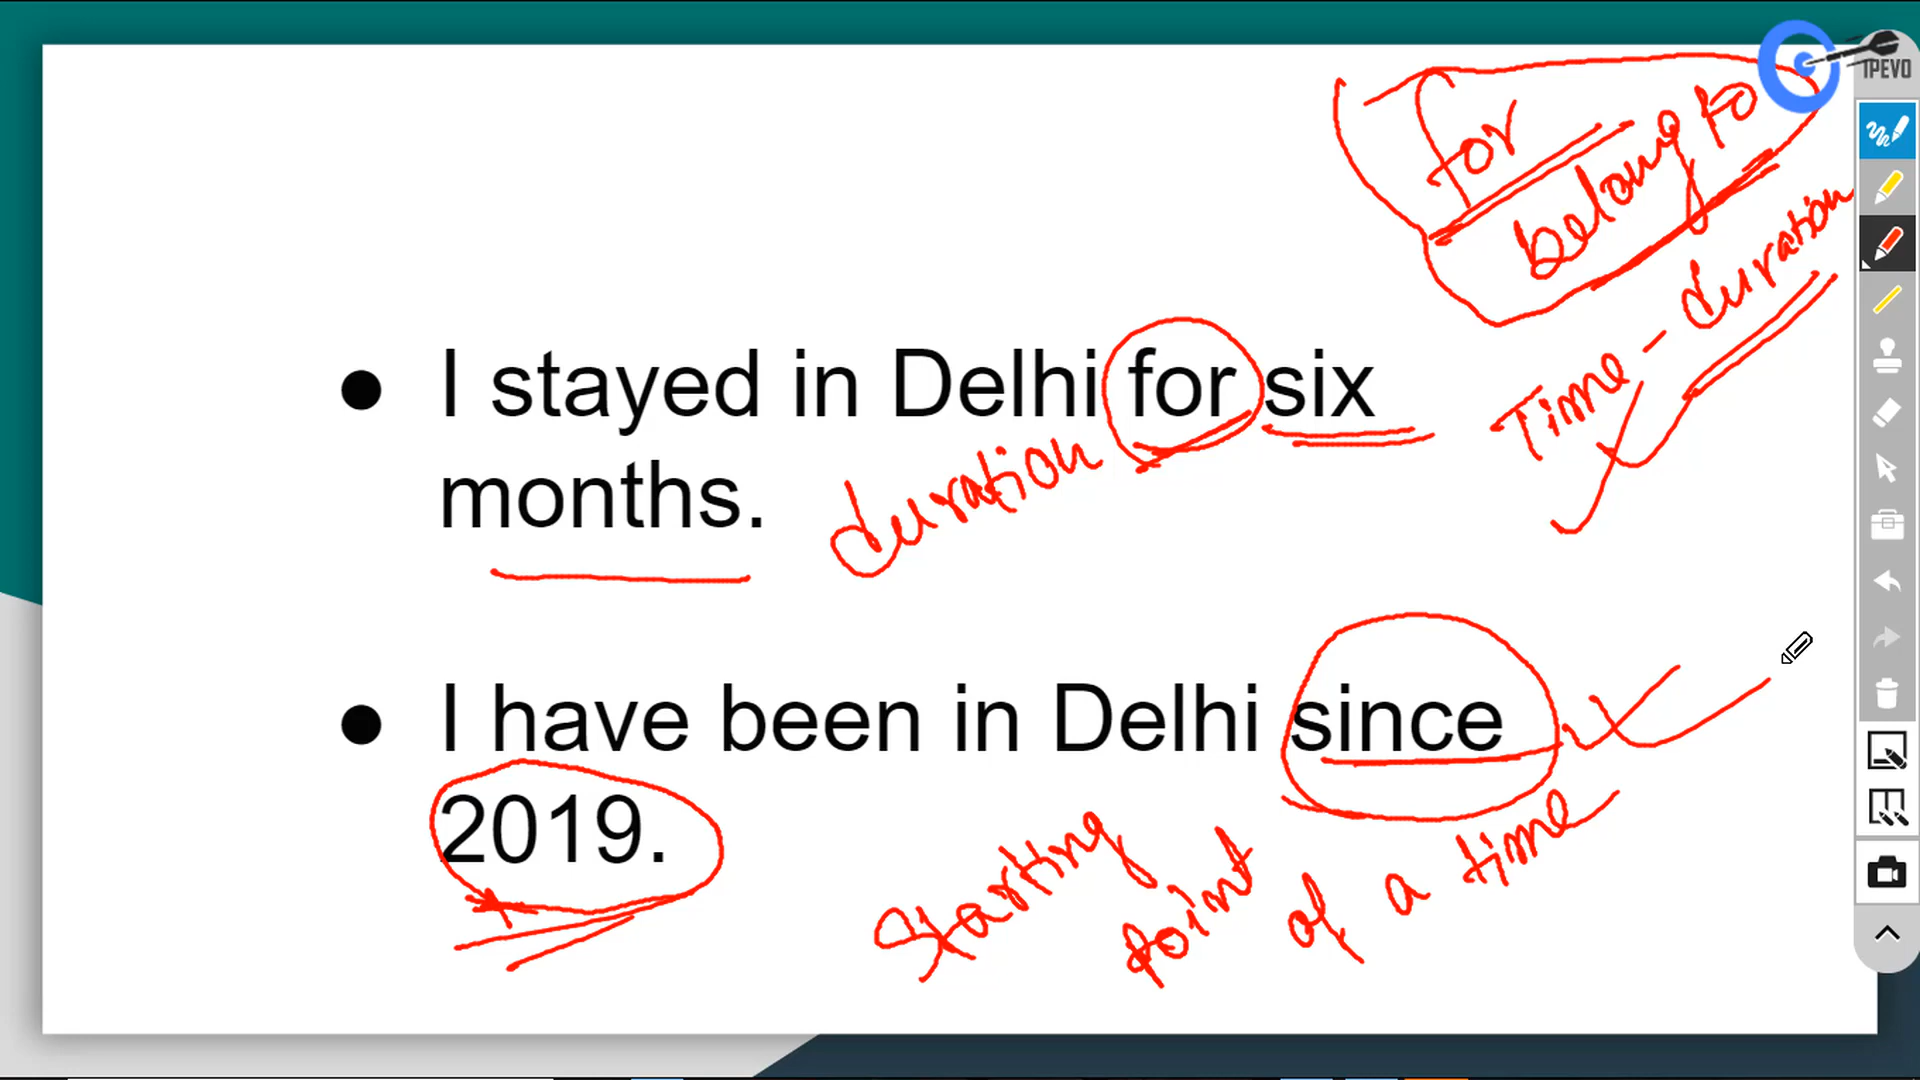 IPEVO
for
belong to
Time - duration
● I stayed in Delhi for six
months.
duration
● I have been in Delhi since
2019.
Starting point of a time